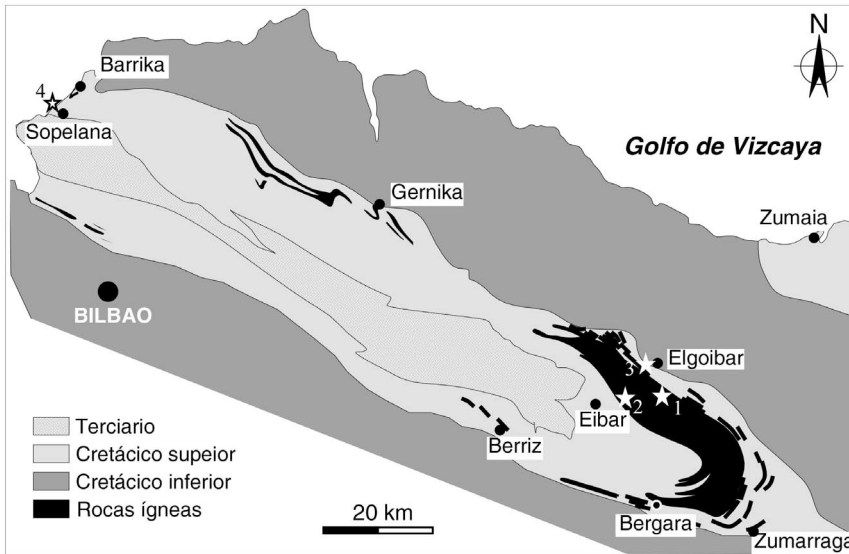 N
Barrika
4
Sopelana
Golfo de Vizcaya
Gernika
Zumaia
BILBAO
Elgoibar
3
1
2
Eibar
Berriz
Terciario
Cretácico supeior
Cretácico inferior
Rocas ígneas
20 km
Bergara
Zumarraga